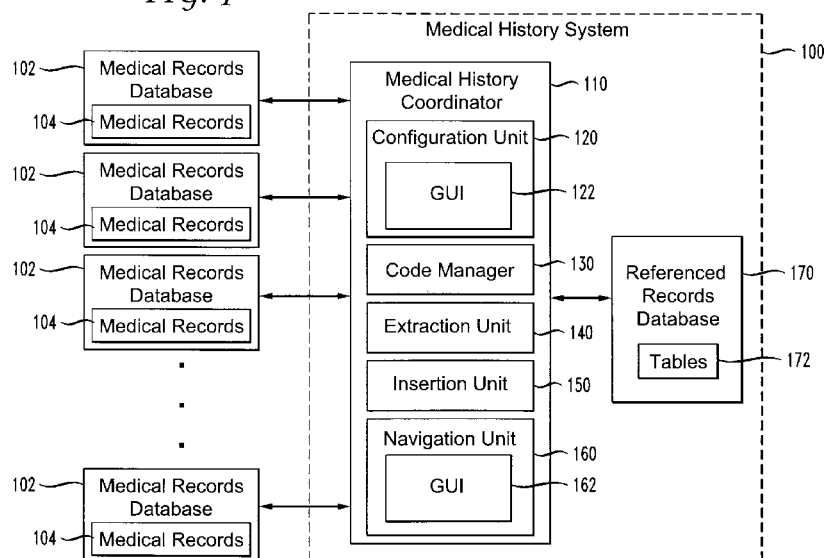 Fig. 1
Medical History System
100
102
Medical Records
Database
104
Medical Records
102
Medical Records
Database
104
Medical Records
102
Medical Records
Database
104
Medical Records
102
Medical Records
Database
104
Medical Records
Medical History
Coordinator
110
Configuration Unit
120
GUI
122
Code Manager
130
Extraction Unit
140
Insertion Unit
150
Navigation Unit
160
GUI
162
Referenced
Records
Database
170
Tables
172